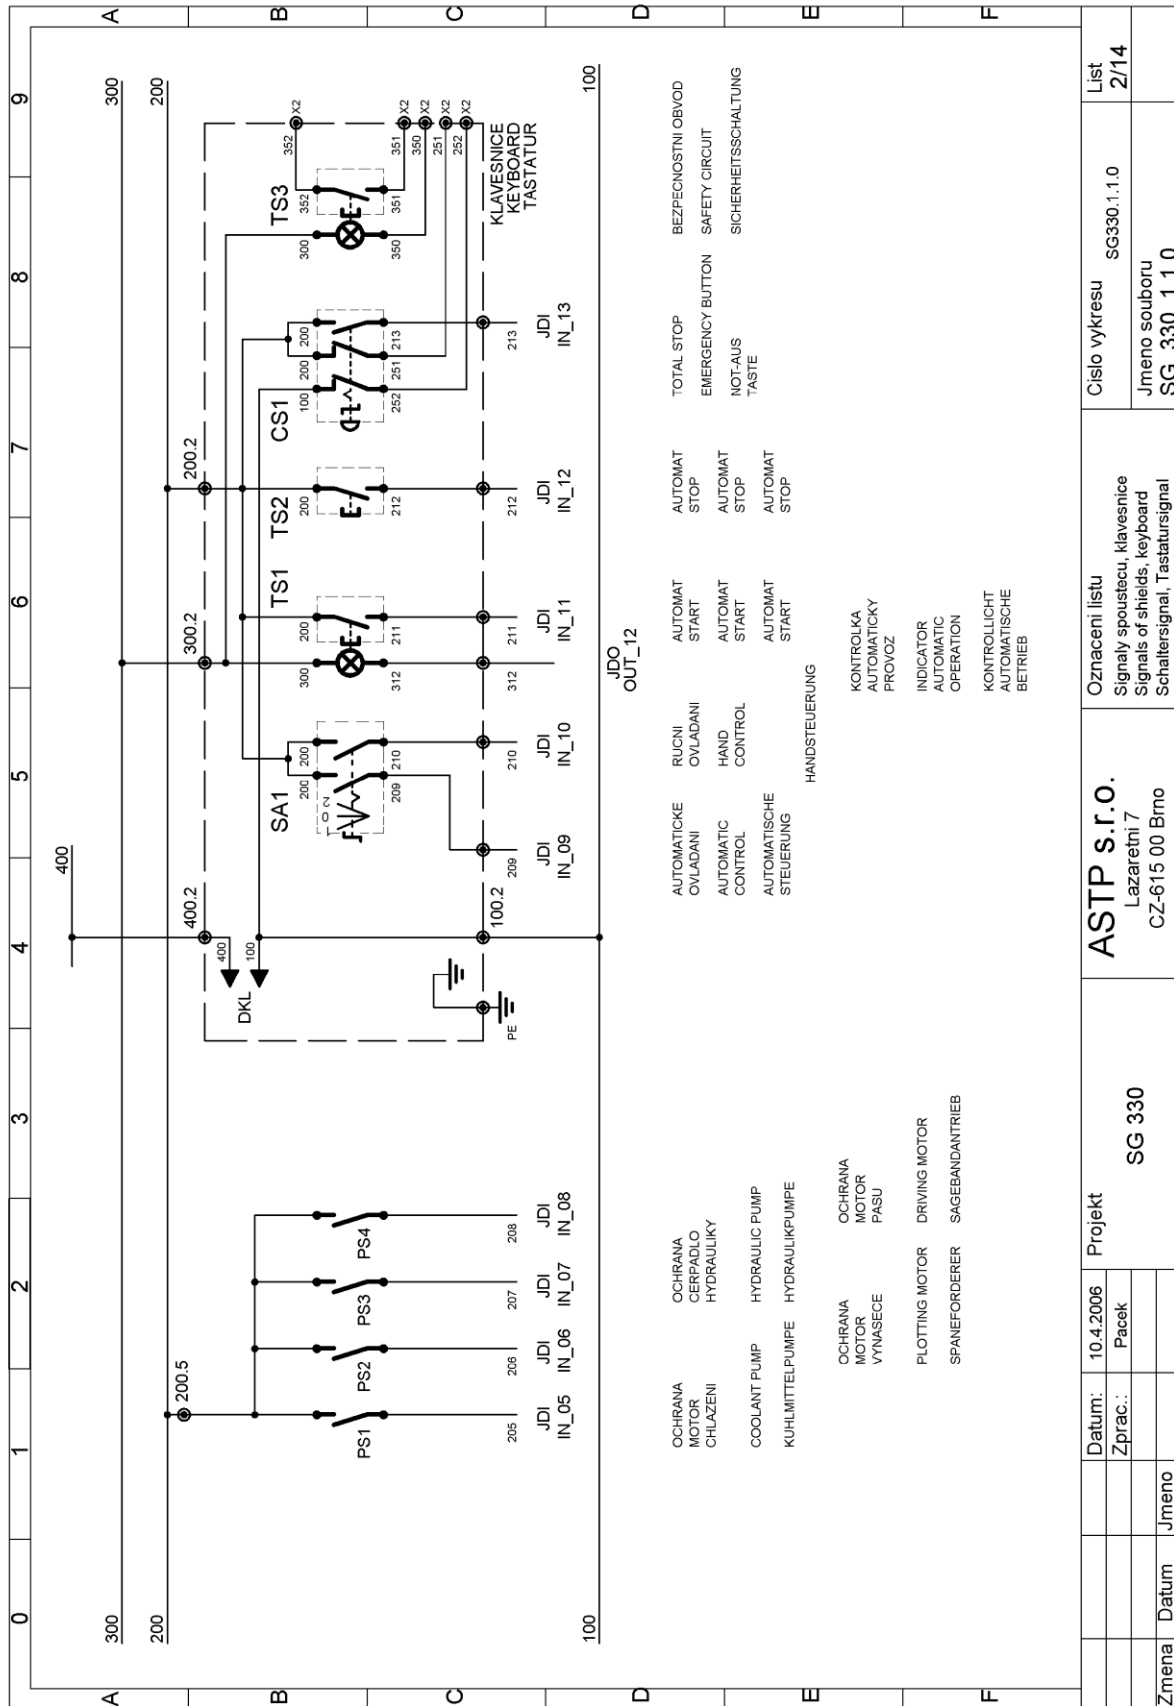 0 1 2 3 4 5 6 7 8 9
A
B
C
D
E
F
A
B
C
D
E
F
300
300
200
200
400
200.5
400.2
300.2
200.2
400
100
DKL
PE
100.2
PS1
PS2
PS3
PS4
205
206
207
208
JDI
IN_05
JDI
IN_06
JDI
IN_07
JDI
IN_08
SA1
1
0
2
200
200
209
210
209
210
JDI
IN_09
JDI
IN_10
TS1
300
200
312
211
312
211
JDI
IN_11
JDO
OUT_12
TS2
200
212
212
JDI
IN_12
CS1
100
200
200
252
251
213
213
JDI
IN_13
TS3
300
352
350
351
352
X2
351
X2
350
X2
251
X2
252
X2
KLAVESNICE
KEYBOARD
TASTATUR
100
100
OCHRANA
MOTOR
CHLAZENI
COOLANT PUMP
KUHLMITTELPUMPE
OCHRANA
CERPADLO
HYDRAULIKY
HYDRAULIC PUMP
HYDRAULIKPUMPE
OCHRANA
MOTOR
VYNASECE
PLOTTING MOTOR
SPANEFORDERER
OCHRANA
MOTOR
PASU
DRIVING MOTOR
SAGEBANDANTRIEB
AUTOMATICKE
OVLADANI
AUTOMATIC
CONTROL
AUTOMATISCHE
STEUERUNG
RUCNI
OVLADANI
HAND
CONTROL
HANDSTEUERUNG
AUTOMAT
START
AUTOMAT
START
AUTOMAT
START
KONTROLKA
AUTOMATICKY
PROVOZ
INDICATOR
AUTOMATIC
OPERATION
KONTROLLICHT
AUTOMATISCHE
BETRIEB
AUTOMAT
STOP
AUTOMAT
STOP
AUTOMAT
STOP
TOTAL STOP
EMERGENCY BUTTON
NOT-AUS
TASTE
BEZPECNOSTNI OBVOD
SAFETY CIRCUIT
SICHERHEITSSCHALTUNG
Zmena
Datum
Jmeno
Datum:
10.4.2006
Zprac.:
Pacek
Projekt
SG 330
ASTP s.r.o.
Lazaretni 7
CZ-615 00 Brno
Oznaceni listu
Signaly spoustecu, klavesnice
Signals of shields, keyboard
Schaltersignal, Tastatursignal
Cislo vykresu
SG330.1.1.0
Jmeno souboru
SG_330_1_1_0
List
2/14